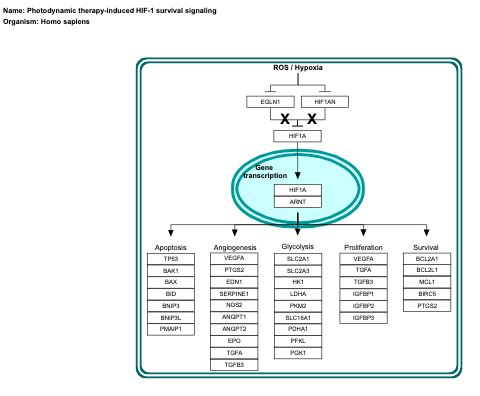 Name: Photodynamic therapy-induced HIF-1 survival signaling
Organism: Homo sapiens
ROS / Hypoxia
EGLN1
HIF1AN
X X
HIF1A
Gene
transcription
HIF1A
ARNT
Apoptosis
TP53
BAK1
BAX
BID
BNIP3
BNIP3L
PMAIP1
Angiogenesis
VEGFA
PTGS2
EDN1
SERPINE1
NOS2
ANGPT1
ANGPT2
EPO
TGFA
TGFB3
Glycolysis
SLC2A1
SLC2A3
HK1
LDHA
PKM2
SLC16A1
PDHA1
PFKL
PGK1
Proliferation
VEGFA
TGFA
TGFB3
IGFBP1
IGFBP2
IGFBP3
Survival
BCL2A1
BCL2L1
MCL1
BIRC5
PTGS2